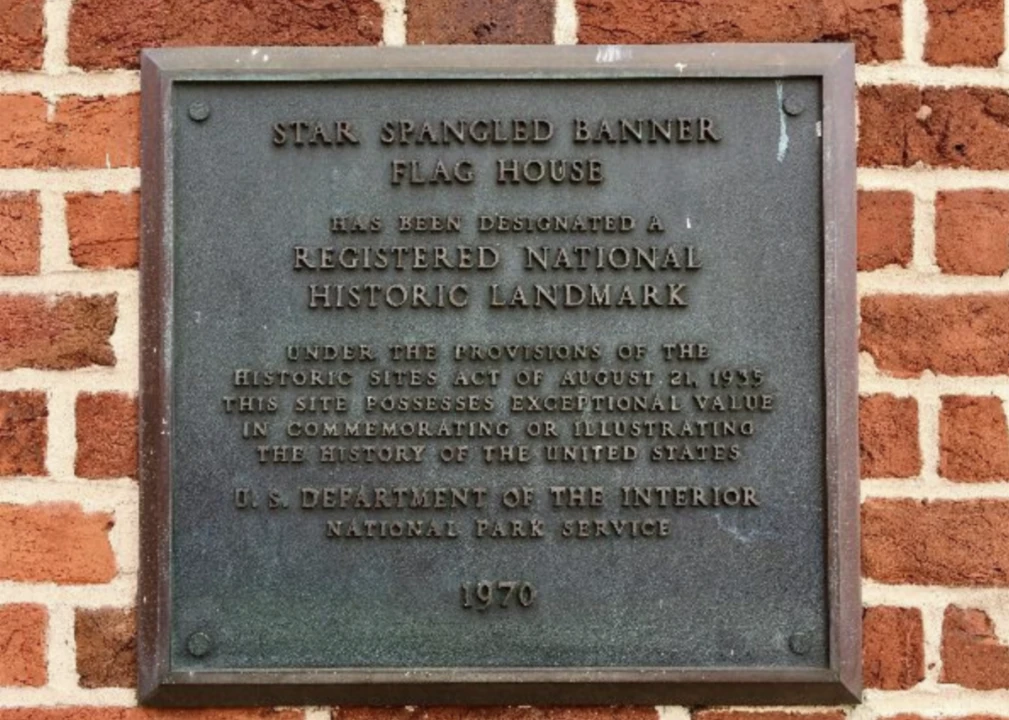 STAR SPANGLED BANNER
FLAG HOUSE
HAS BEEN DESIGNATED A
REGISTERED NATIONAL
HISTORIC LANDMARK
UNDER THE PROVISIONS OF THE
HISTORIC SITES ACT OF AUGUST 21, 1935
THIS SITE POSSESSES EXCEPTIONAL VALUE
IN COMMEMORATING OR ILLUSTRATING
THE HISTORY OF THE UNITED STATES
U. S. DEPARTMENT OF THE INTERIOR
NATIONAL PARK SERVICE
1970